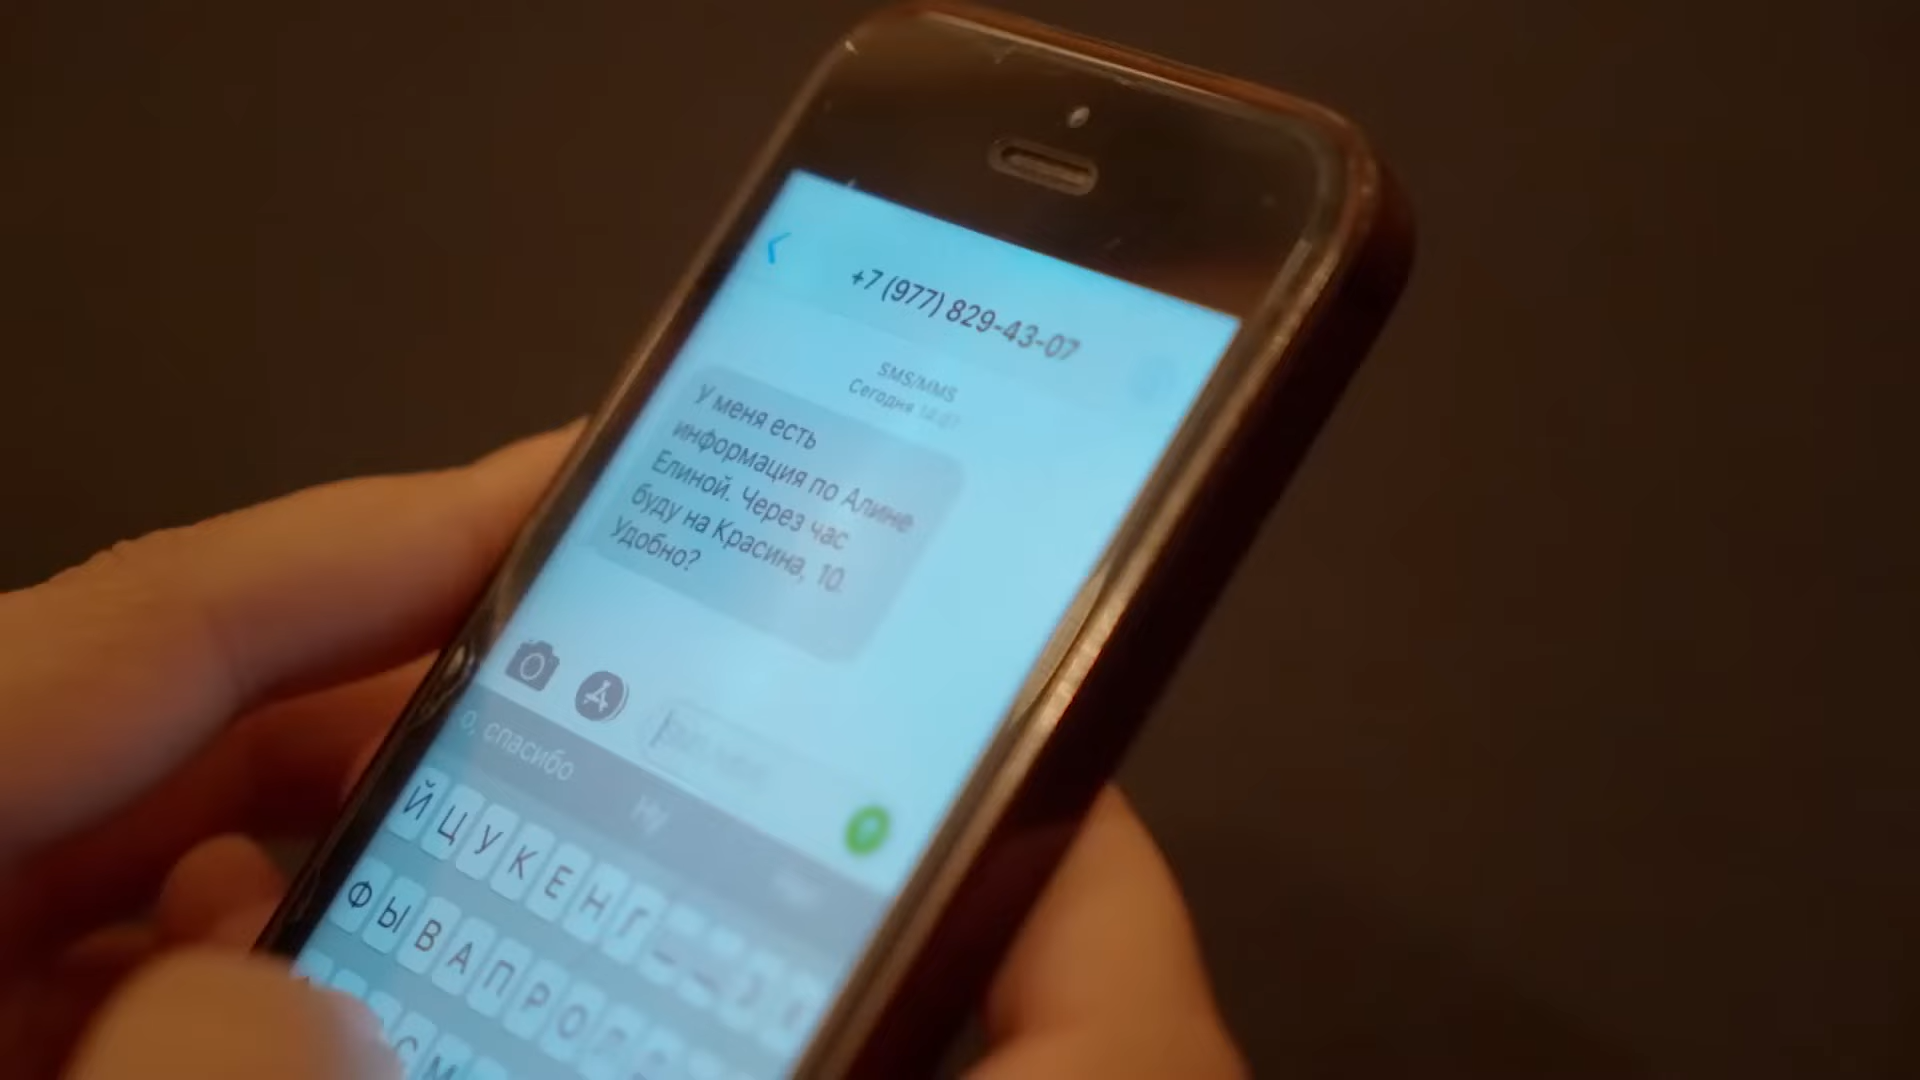 +7 (977) 829-43-07
SMS/MMS
Сегодня
У меня есть
информация по Алине
Елиной. Через час
буду на Красина, 10.
Удобно?
о, спасибо
Ну
Й Ц У К Е Н Г
Ф Ы В А П Р О Л
С М